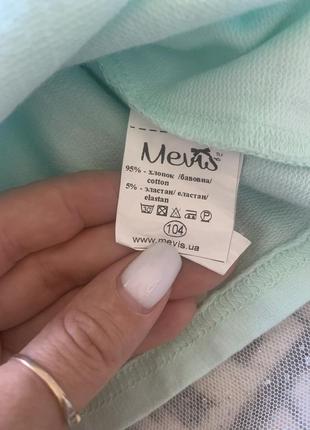 Mevis
95% - хлопок /бавовна/
cotton
5% - эластан/ еластан/
elastan
P
104
www.mevis.ua